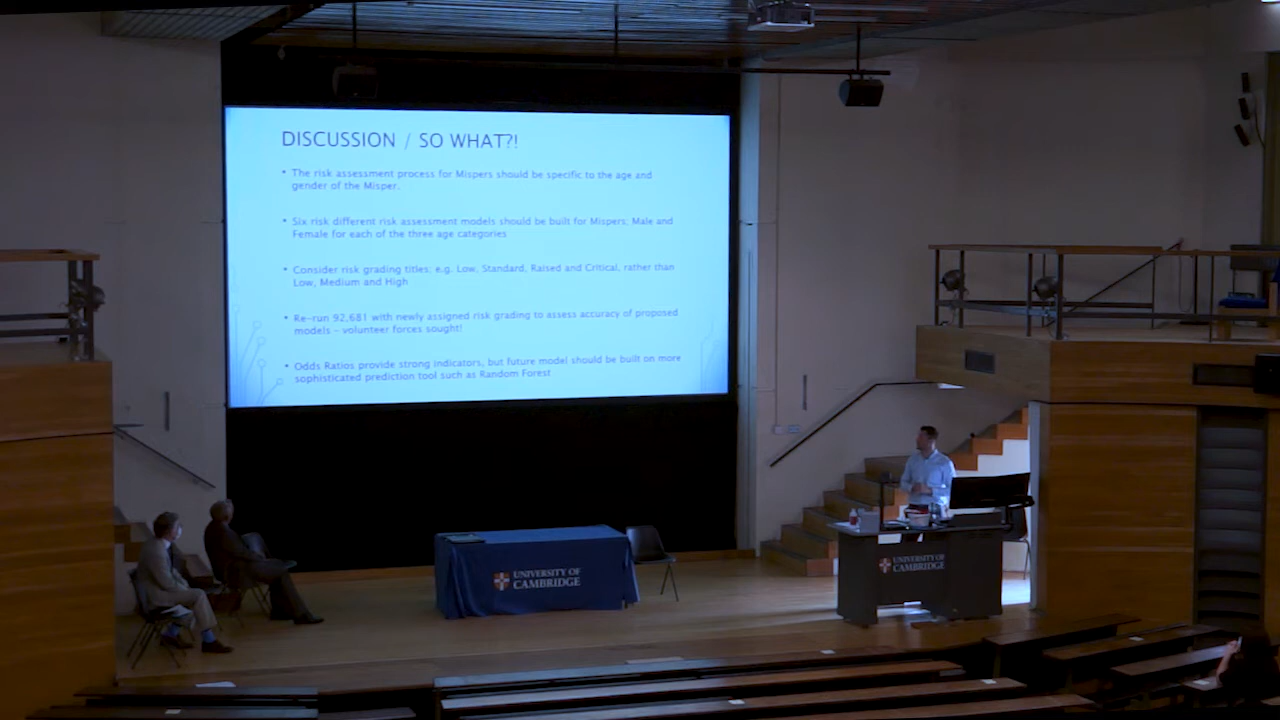 DISCUSSION / SO WHAT?!
• The risk assessment process for Mispers should be specific to the age and
gender of the Misper.
• Six risk different risk assessment models should be built for Mispers; Male and
Female for each of the three age categories
• Consider risk grading titles; e.g. Low, Standard, Raised and Critical, rather than
Low, Medium and High
• Re-run 92,681 with newly assigned risk grading to assess accuracy of proposed
models – volunteer forces sought!
• Odds Ratios provide strong indicators, but future model should be built on more
sophisticated prediction tool such as Random Forest
UNIVERSITY OF
CAMBRIDGE
UNIVERSITY OF
CAMBRIDGE